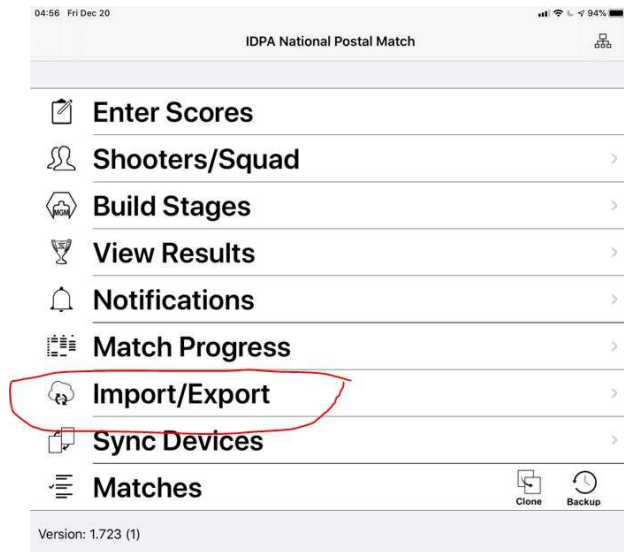 04:56 Fri Dec 20 94%
IDPA National Postal Match
Enter Scores
Shooters/Squad
MGM Build Stages
View Results
Notifications
Match Progress
Import/Export
Sync Devices
Matches
Clone Backup
Version: 1.723 (1)